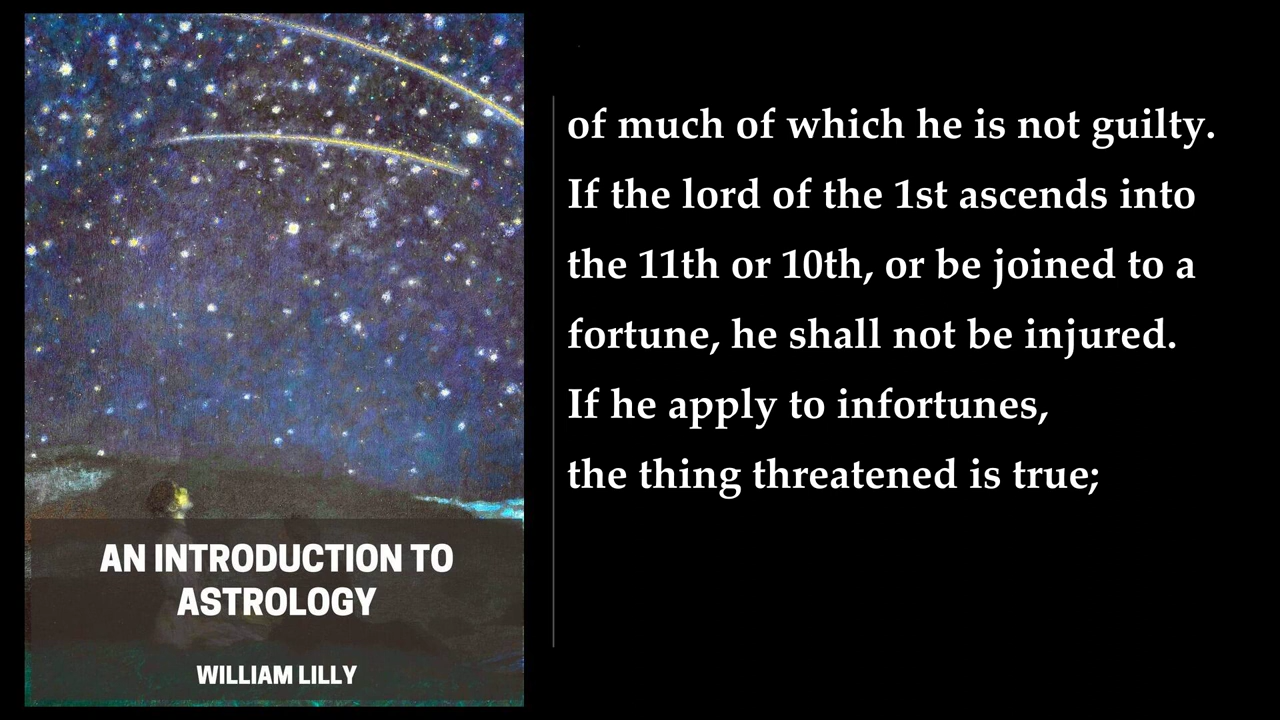 of much of which he is not guilty.
If the lord of the 1st ascends into
the 11th or 10th, or be joined to a
fortune, he shall not be injured.
If he apply to infortunes,
the thing threatened is true;
AN INTRODUCTION TO
ASTROLOGY
WILLIAM LILLY